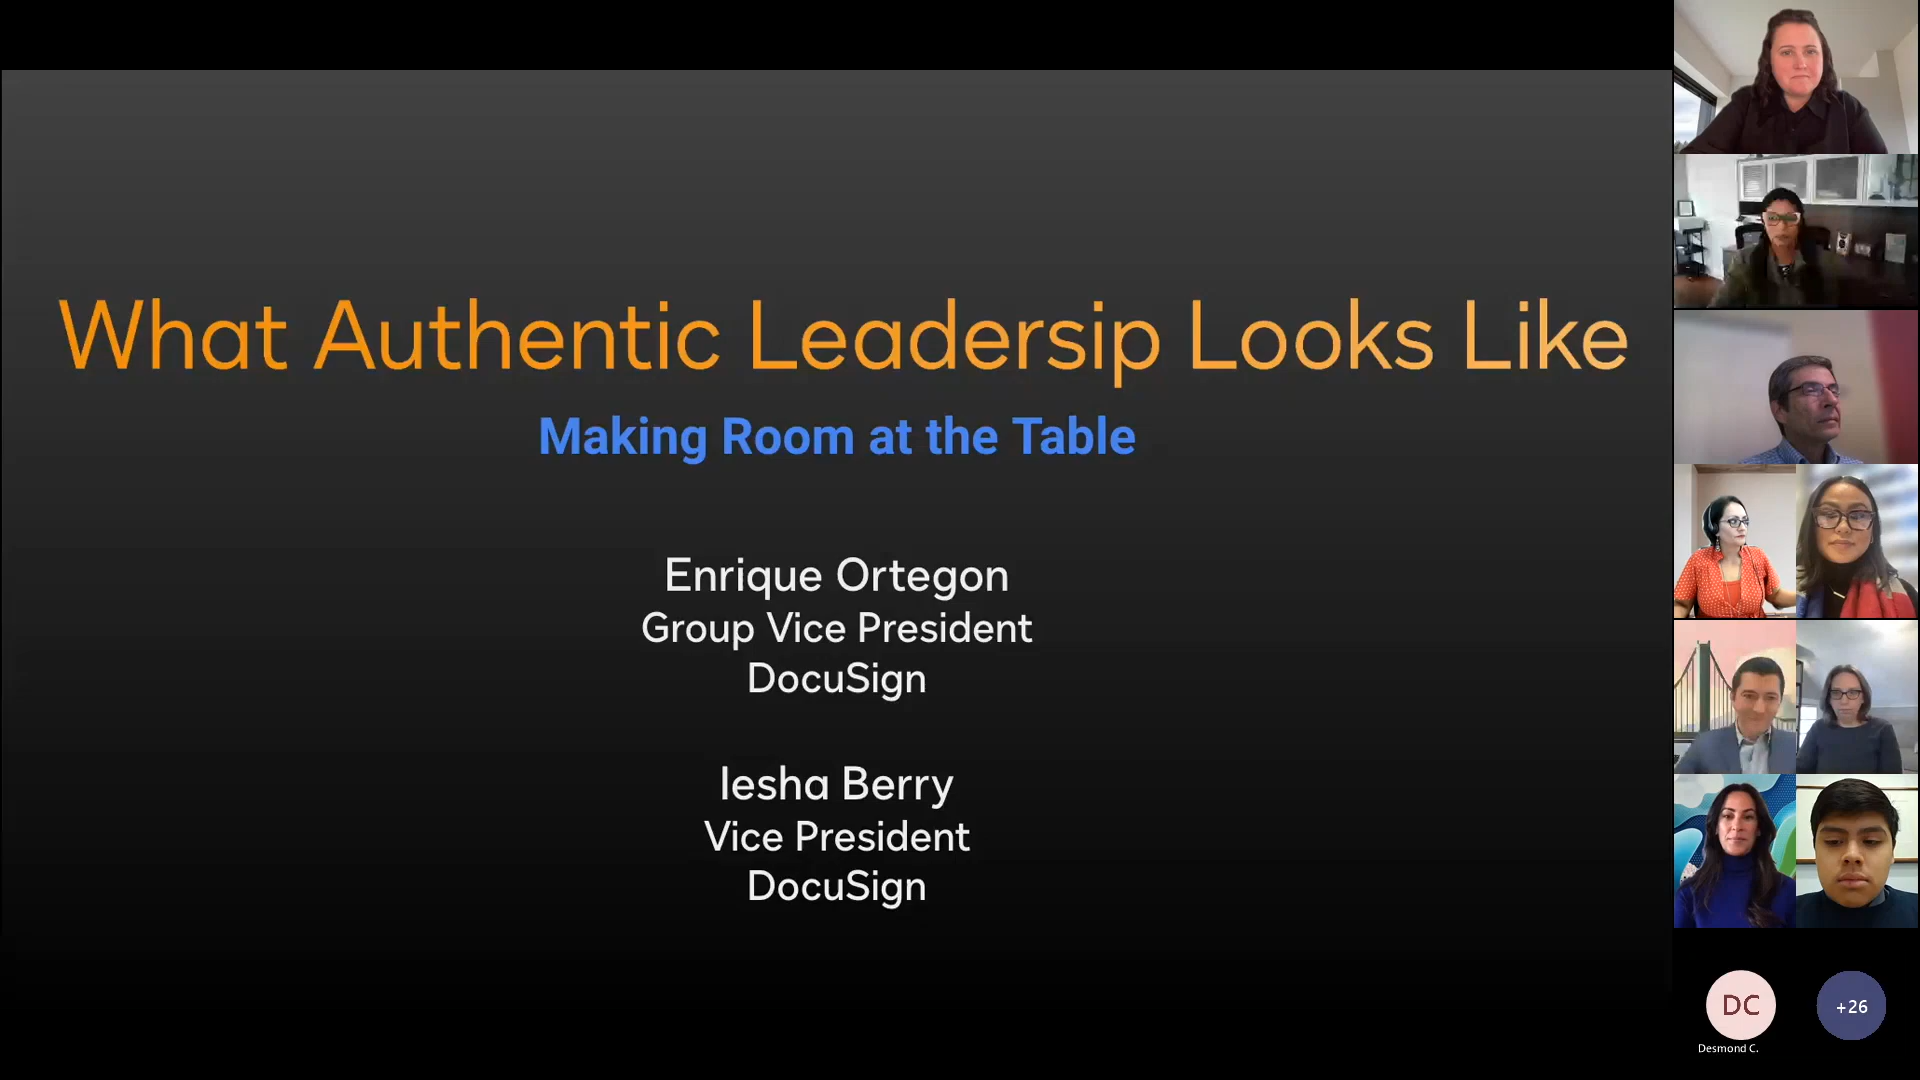 What Authentic Leadersip Looks Like
Making Room at the Table
Enrique Ortegon
Group Vice President
DocuSign
Iesha Berry
Vice President
DocuSign
DC
+26
Desmond C.